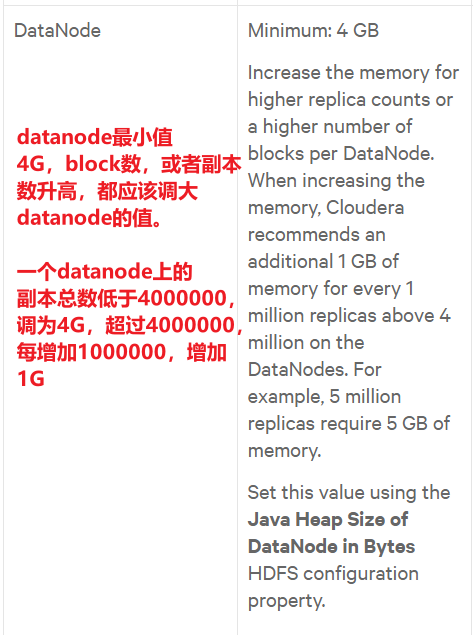 DataNode
datanode最小值
4G，block数，或者副本
数升高，都应该调大
datanode的值。
一个datanode上的
副本总数低于4000000，
调为4G，超过4000000，
每增加1000000，增加
1G
Minimum: 4 GB
Increase the memory for
higher replica counts or
a higher number of
blocks per DataNode.
When increasing the
memory, Cloudera
recommends an
additional 1 GB of
memory for every 1
million replicas above 4
million on the
DataNodes. For
example, 5 million
replicas require 5 GB of
memory.
Set this value using the
Java Heap Size of
DataNode in Bytes
HDFS configuration
property.